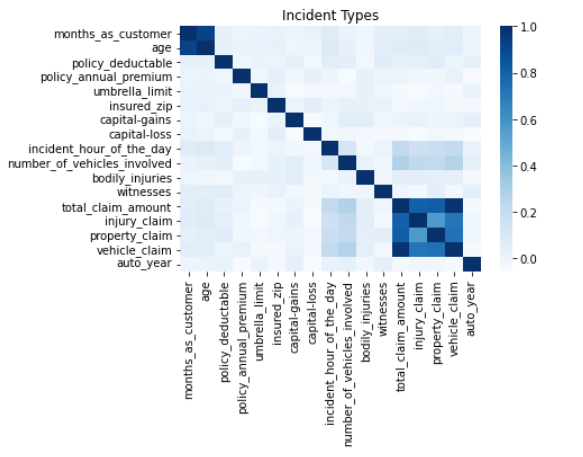 Incident Types
months_as_customer
age
policy_deductable
policy_annual_premium
umbrella_limit
insured_zip
capital-gains
capital-loss
incident_hour_of_the_day
number_of_vehicles_involved
bodily_injuries
witnesses
total_claim_amount
injury_claim
property_claim
vehicle_claim
auto_year
1.0
0.8
0.6
0.4
0.2
0.0
months_as_customer
age
policy_deductable
policy_annual_premium
umbrella_limit
insured_zip
capital-gains
capital-loss
incident_hour_of_the_day
number_of_vehicles_involved
bodily_injuries
witnesses
total_claim_amount
injury_claim
property_claim
vehicle_claim
auto_year